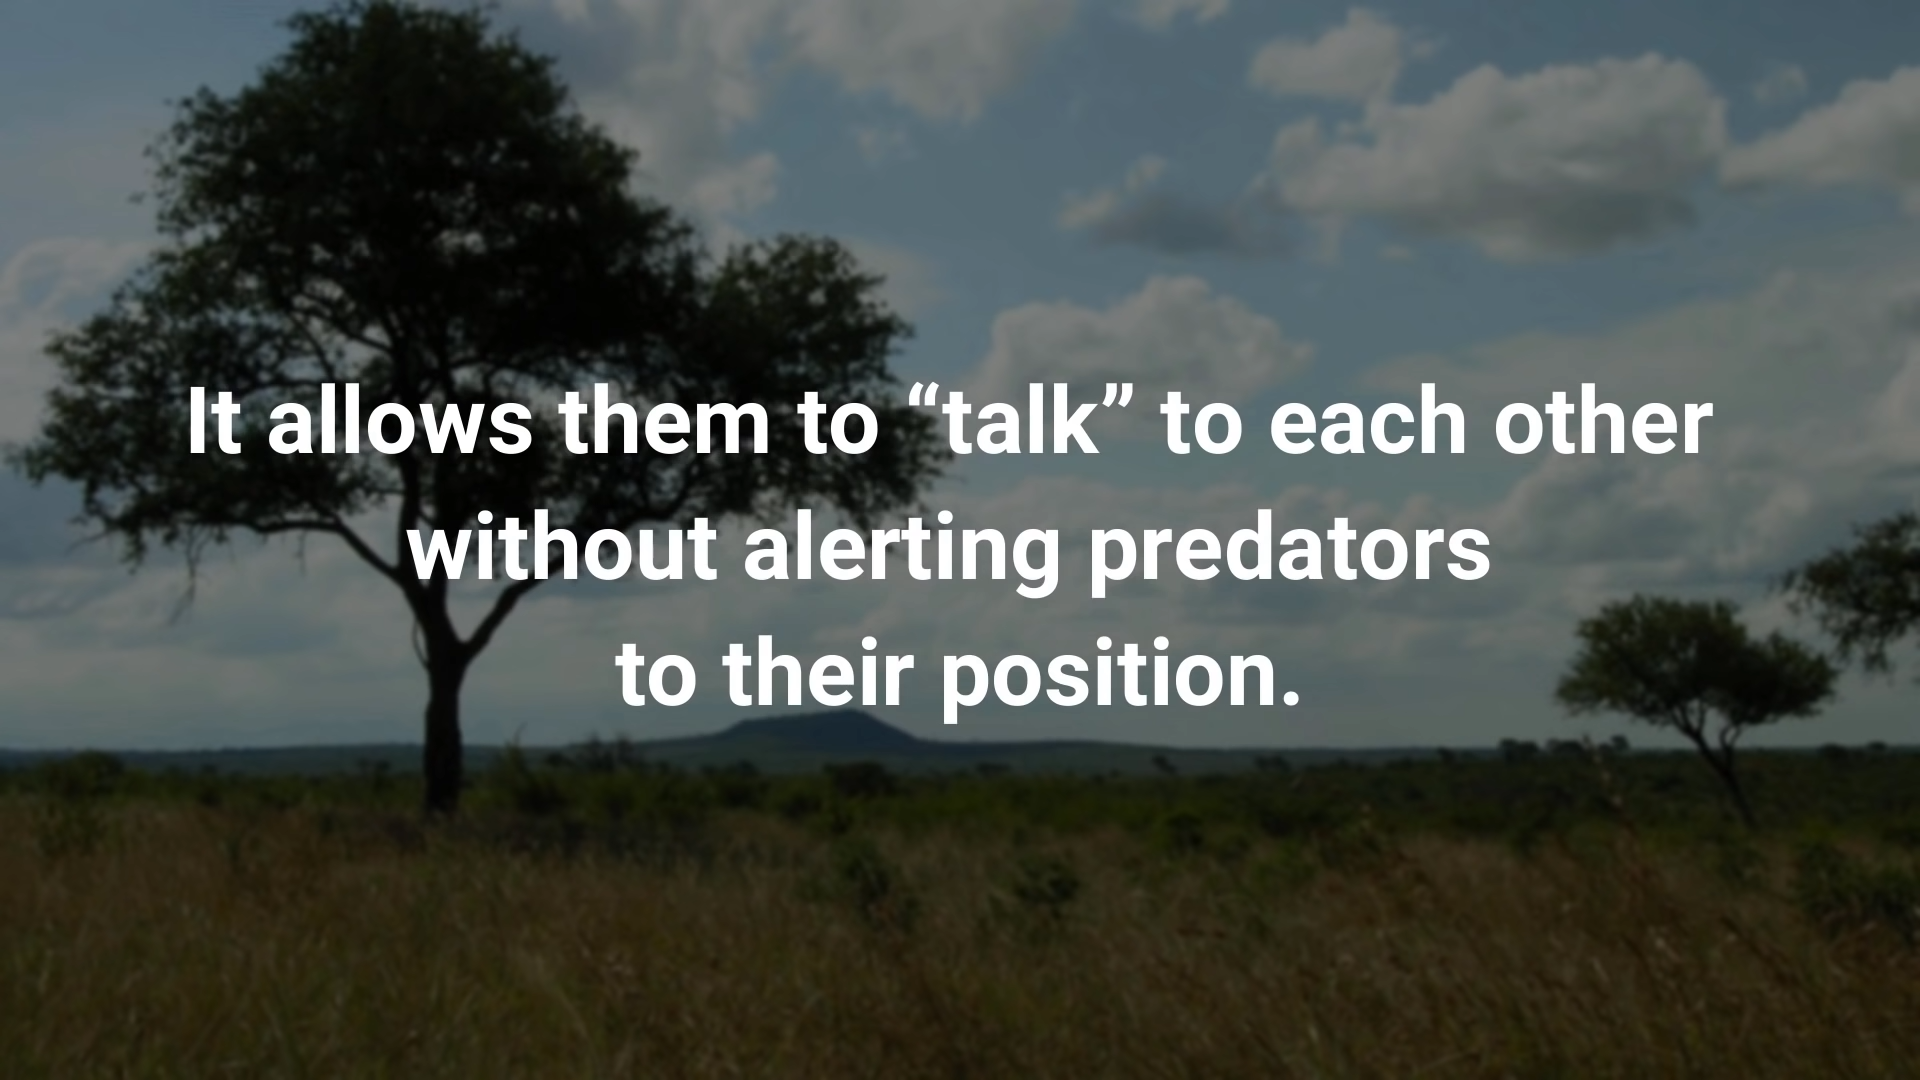 It allows them to “talk” to each other
without alerting predators
to their position.